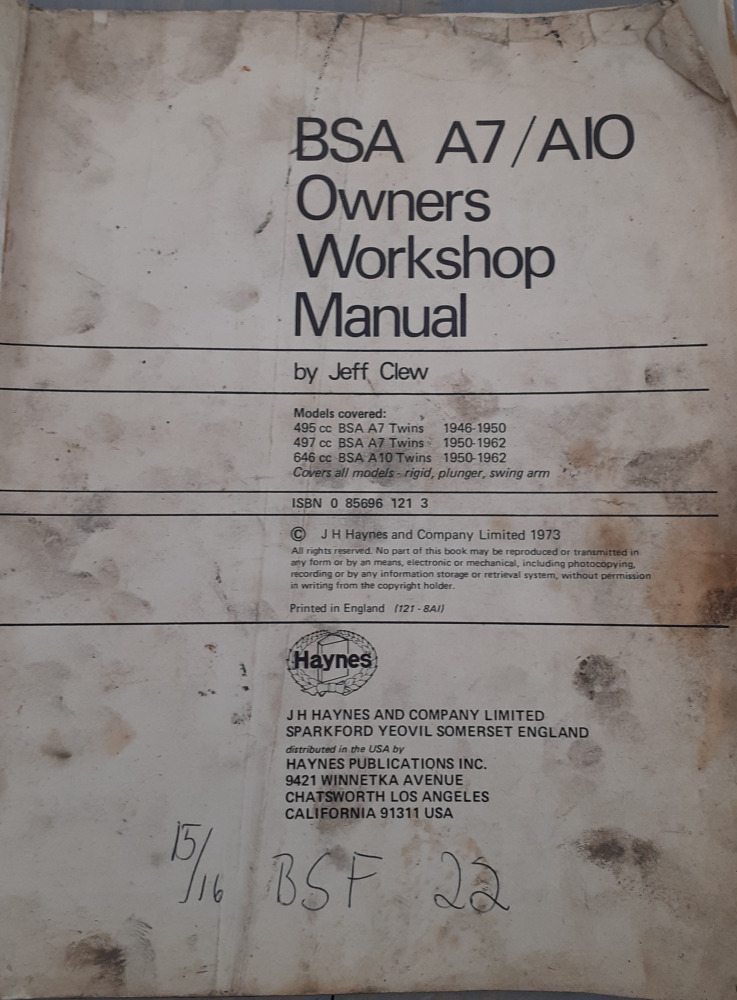 BSA A7/A10
Owners
Workshop
Manual
by Jeff Clew
Models covered:
495 cc BSA A7 Twins 1946-1950
497 cc BSA A7 Twins 1950-1962
646 cc BSA A10 Twins 1950-1962
Covers all models - rigid, plunger, swing arm
ISBN 0 85696 121 3
© J H Haynes and Company Limited 1973
All rights reserved. No part of this book may be reproduced or transmitted in
any form or by an means, electronic or mechanical, including photocopying,
recording or by any information storage or retrieval system, without permission
in writing from the copyright holder.
Printed in England (121 - 8AI)
Haynes
J H HAYNES AND COMPANY LIMITED
SPARKFORD YEOVIL SOMERSET ENGLAND
distributed in the USA by
HAYNES PUBLICATIONS INC.
9421 WINNETKA AVENUE
CHATSWORTH LOS ANGELES
CALIFORNIA 91311 USA
15/16 BSF 22